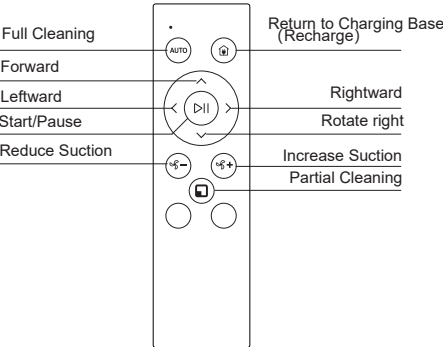 Full Cleaning
Forward
Leftward
Start/Pause
Reduce Suction
AUTO
Return to Charging Base
(Recharge)
Rightward
Rotate right
Increase Suction
Partial Cleaning